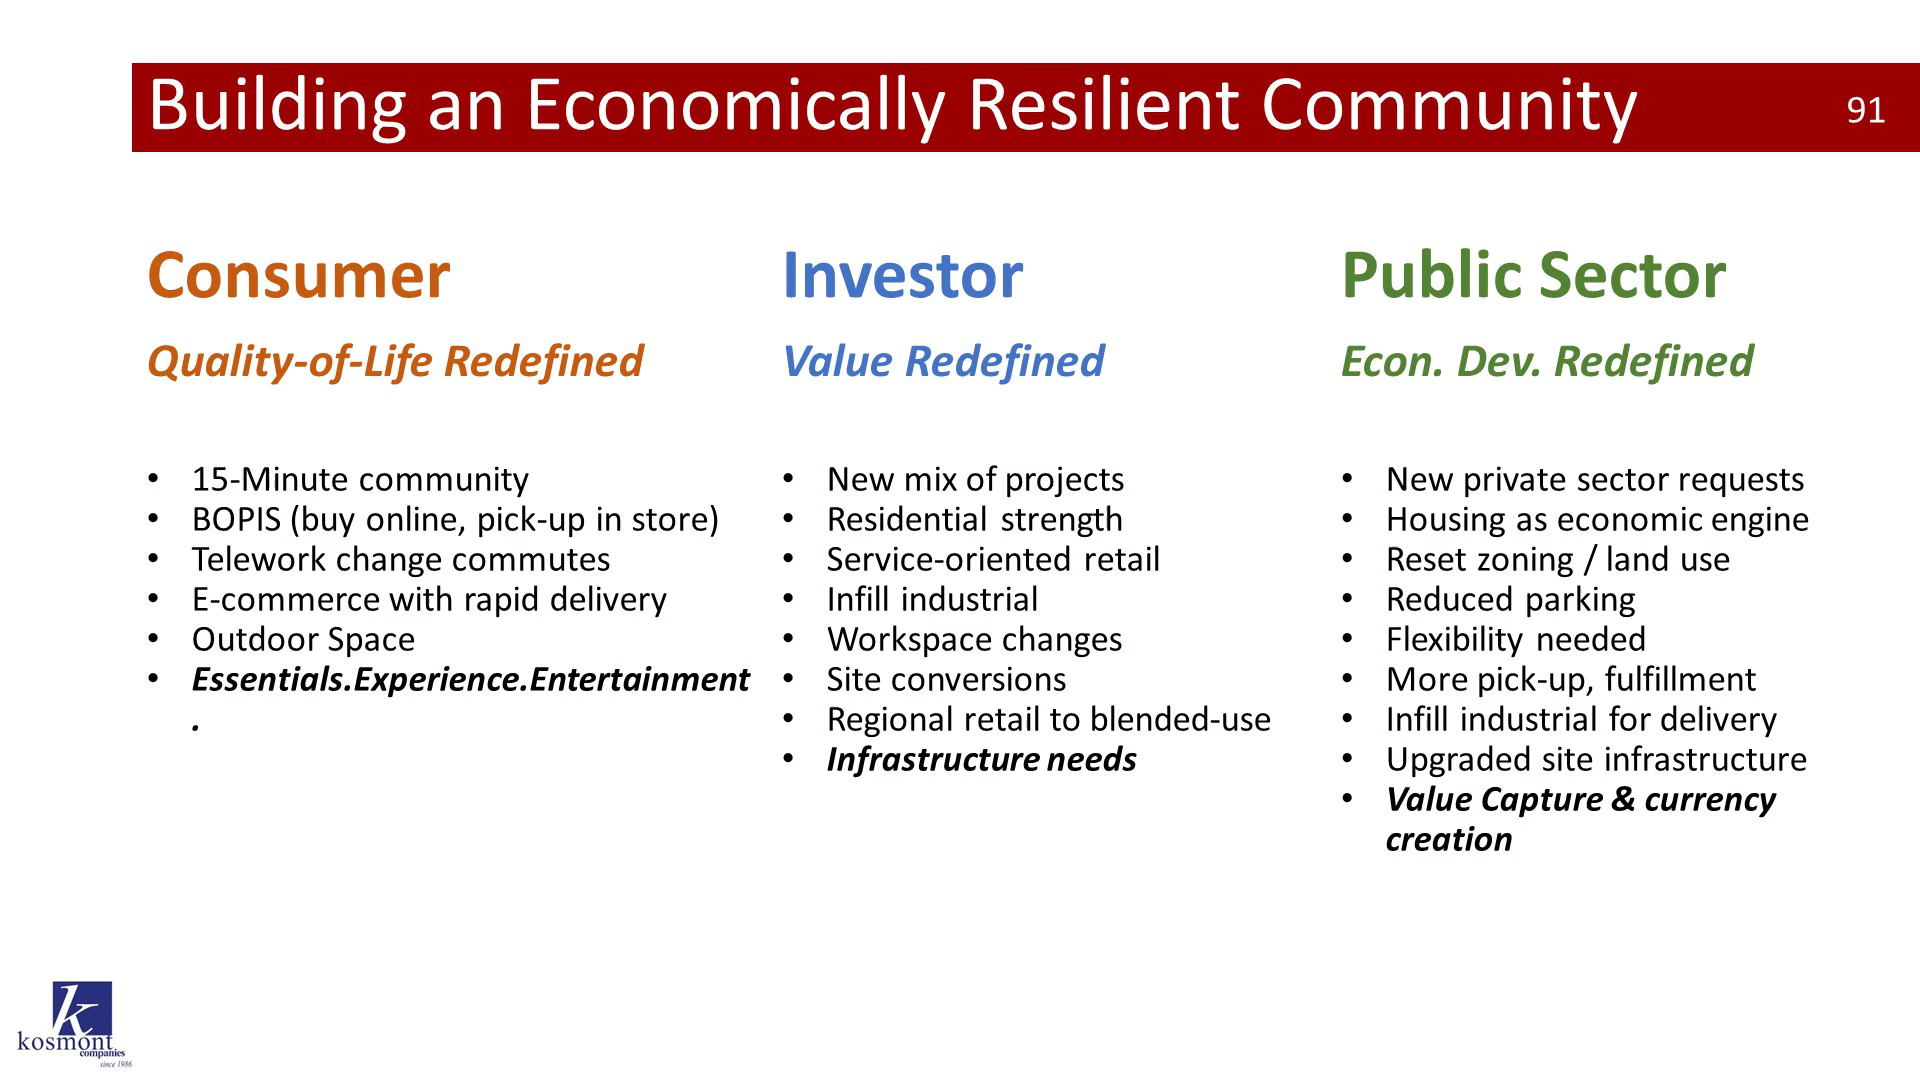 Building an Economically Resilient Community
91
Consumer
Quality-of-Life Redefined
• 15-Minute community
• BOPIS (buy online, pick-up in store)
• Telework change commutes
• E-commerce with rapid delivery
• Outdoor Space
• Essentials.Experience.Entertainment
.
Investor
Value Redefined
• New mix of projects
• Residential strength
• Service-oriented retail
• Infill industrial
• Workspace changes
• Site conversions
• Regional retail to blended-use
• Infrastructure needs
Public Sector
Econ. Dev. Redefined
• New private sector requests
• Housing as economic engine
• Reset zoning / land use
• Reduced parking
• Flexibility needed
• More pick-up, fulfillment
• Infill industrial for delivery
• Upgraded site infrastructure
• Value Capture & currency
creation
k
kosmont
companies
since 1986